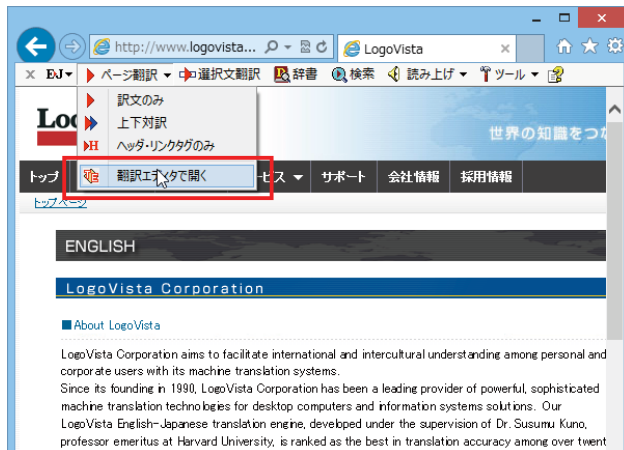 http://www.logovista...
LogoVista
EJ
ページ翻訳
選択文翻訳
辞書
検索
読み上げ
ツール
訳文のみ
上下対訳
ヘッダ・リンクタグのみ
翻訳エディタで開く
Lo
世界の知識をつな
トップ
ービス
サポート
会社情報
採用情報
トップページ
ENGLISH
LogoVista Corporation
■About LogoVista
LogoVista Corporation aims to facilitate international and intercultural understanding among personal and
corporate users with its machine translation systems.
Since its founding in 1990, LogoVista Corporation has been a leading provider of powerful, sophisticated
machine translation technologies for desktop computers and information systems solutions. Our
LogoVista English-Japanese translation engine, developed under the supervision of Dr. Susumu Kuno,
professor emeritus at Harvard University, is ranked as the best in translation accuracy among over twent